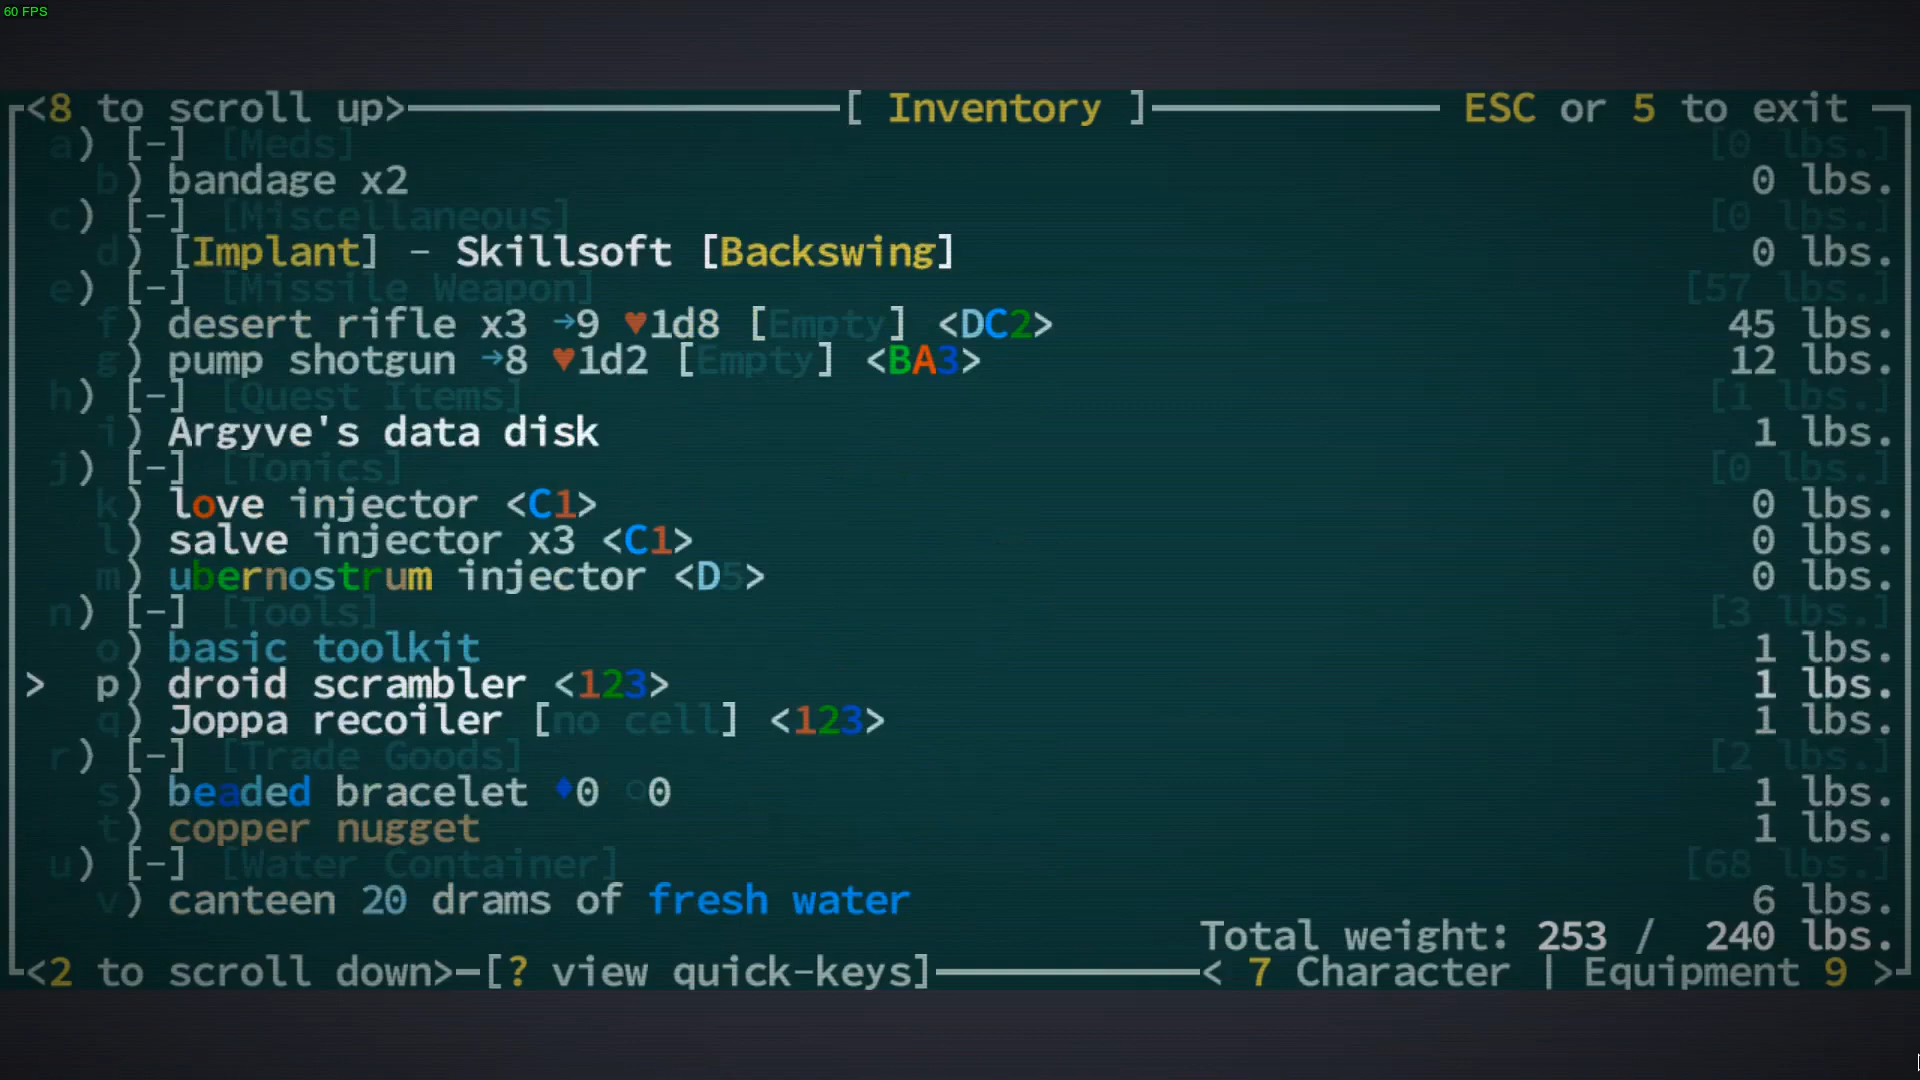 60 FPS
<8 to scroll up> [ Inventory ] ESC or 5 to exit
a) [-] [Meds] [0 lbs.]
b) bandage x2 0 lbs.
c) [-] [Miscellaneous] [0 lbs.]
d) [Implant] - Skillsoft [Backswing] 0 lbs.
e) [-] [Missile Weapon] [57 lbs.]
f) desert rifle x3 →9 ♥1d8 [Empty] <DC2> 45 lbs.
g) pump shotgun →8 ♥1d2 [Empty] <BA3> 12 lbs.
h) [-] [Quest Items] [1 lbs.]
i) Argyve's data disk 1 lbs.
j) [-] [Tonics] [0 lbs.]
k) love injector <C1> 0 lbs.
l) salve injector x3 <C1> 0 lbs.
m) ubernostrum injector <D5> 0 lbs.
n) [-] [Tools] [3 lbs.]
o) basic toolkit 1 lbs.
> p) droid scrambler <123> 1 lbs.
q) Joppa recoiler [no cell] <123> 1 lbs.
r) [-] [Trade Goods] [2 lbs.]
s) beaded bracelet ♦0 ○0 1 lbs.
t) copper nugget 1 lbs.
u) [-] [Water Container] [68 lbs.]
v) canteen 20 drams of fresh water 6 lbs.
Total weight: 253 / 240 lbs.
<2 to scroll down> [? view quick-keys] < 7 Character | Equipment 9 >